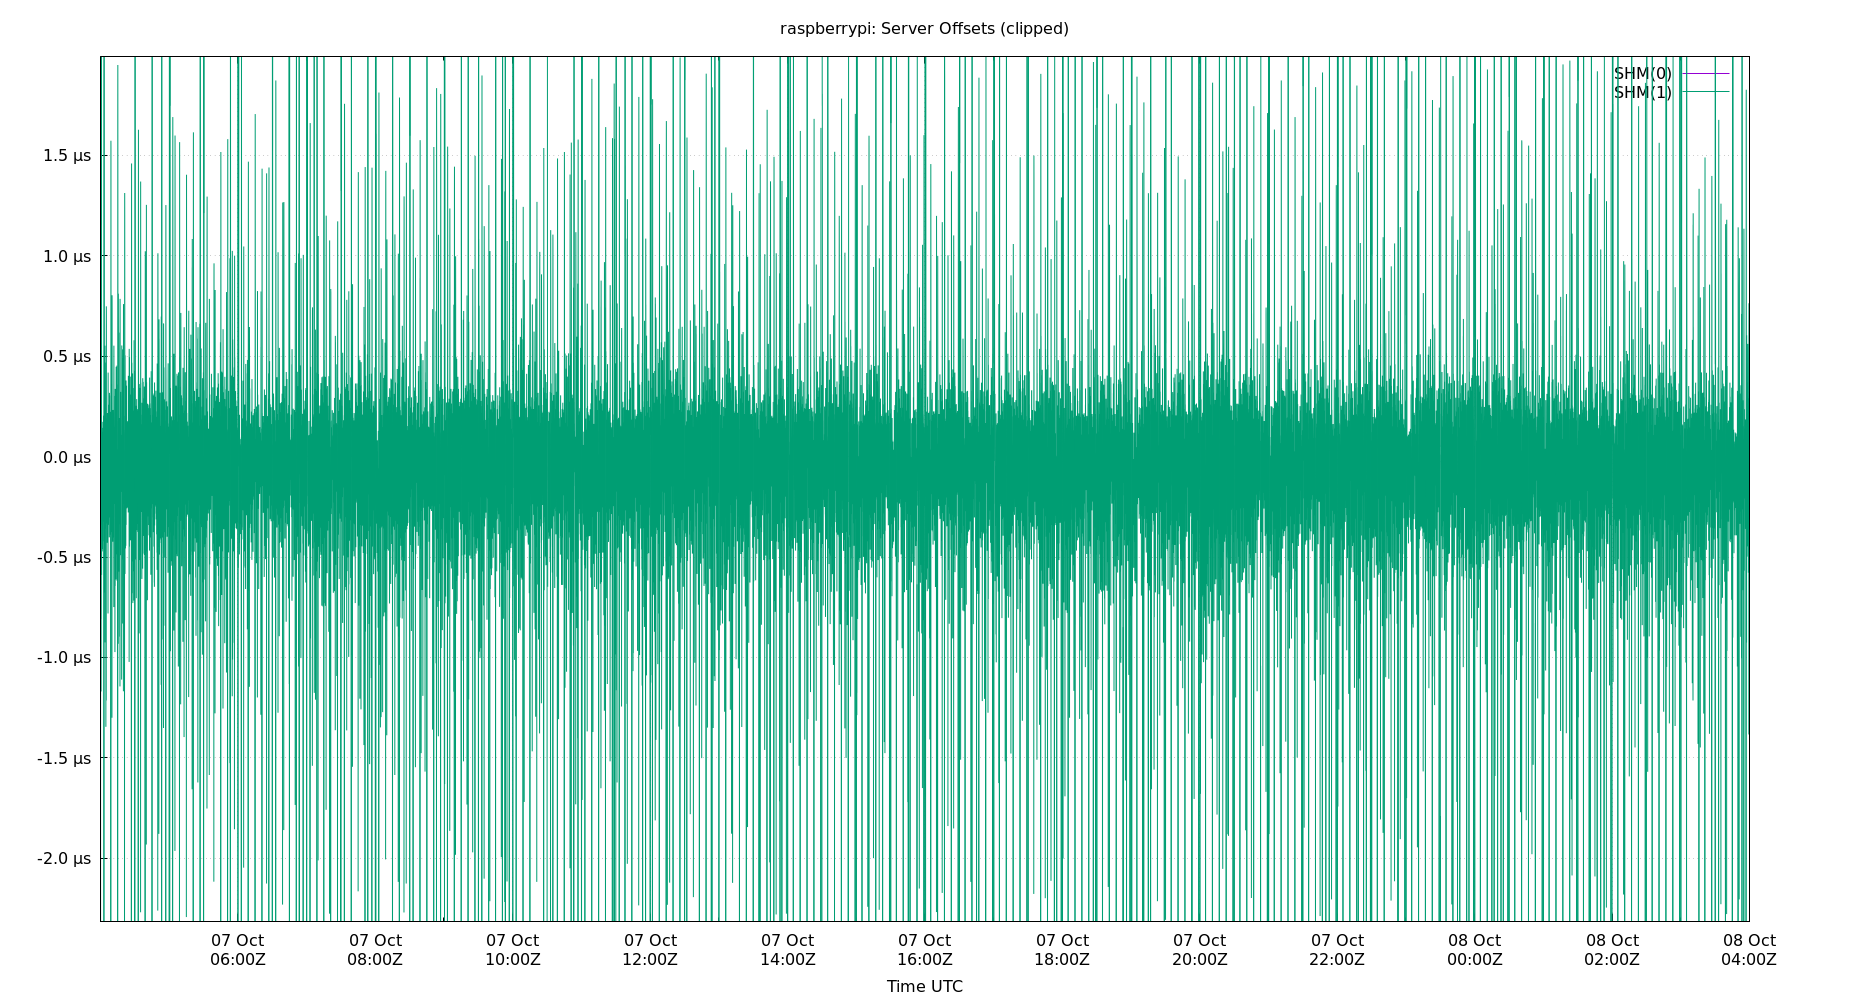 raspberrypi: Server Offsets (clipped)
SHM(0)
SHM(1)
1.5 µs
1.0 µs
0.5 µs
0.0 µs
-0.5 µs
-1.0 µs
-1.5 µs
-2.0 µs
07 Oct 07 Oct 07 Oct 07 Oct 07 Oct 07 Oct 07 Oct 07 Oct 07 Oct 08 Oct 08 Oct 08 Oct
06:00Z 08:00Z 10:00Z 12:00Z 14:00Z 16:00Z 18:00Z 20:00Z 22:00Z 00:00Z 02:00Z 04:00Z
Time UTC